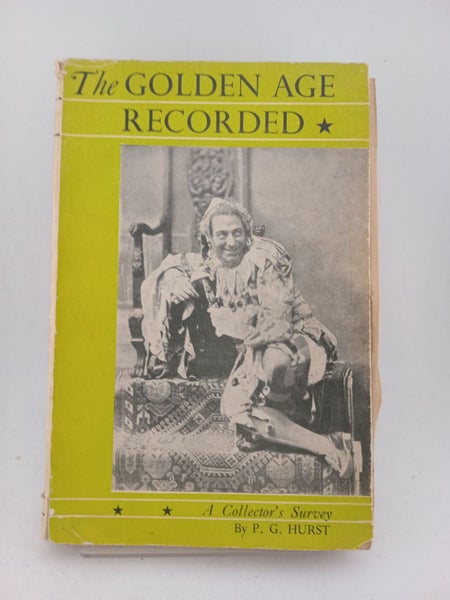 The GOLDEN AGE
RECORDED ★
★ ★ A Collector's Survey
By P. G. HURST